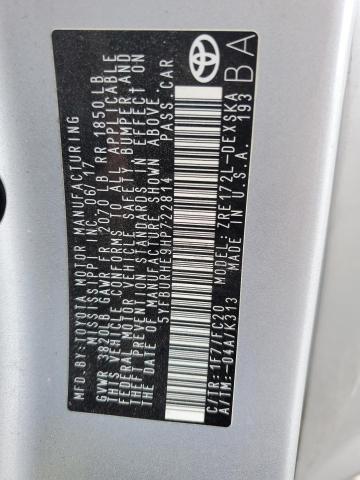 MFD.BY:TOYOTA MOTOR MANUFACTURING
MISSISSIPPI INC. 06/17
GVWR 3820LB GAWR FR 2070 LB RR 1850 LB
THIS VEHICLE CONFORMS TO ALL APPLICABLE
FEDERAL MOTOR VEHICLE SAFETY BUMPER AND
THEFT PREVENTION STANDARDS IN EFFECT ON
THE DATE OF MANUFACTURE SHOWN ABOVE.
5YFBURHE9HP722814 PASS.CAR
C/TR:1F7/FC20 MODEL:ZRE172L-DEXSKA
A/TM:-04A/K313 U.S.A. 193
BA
TOYOTA